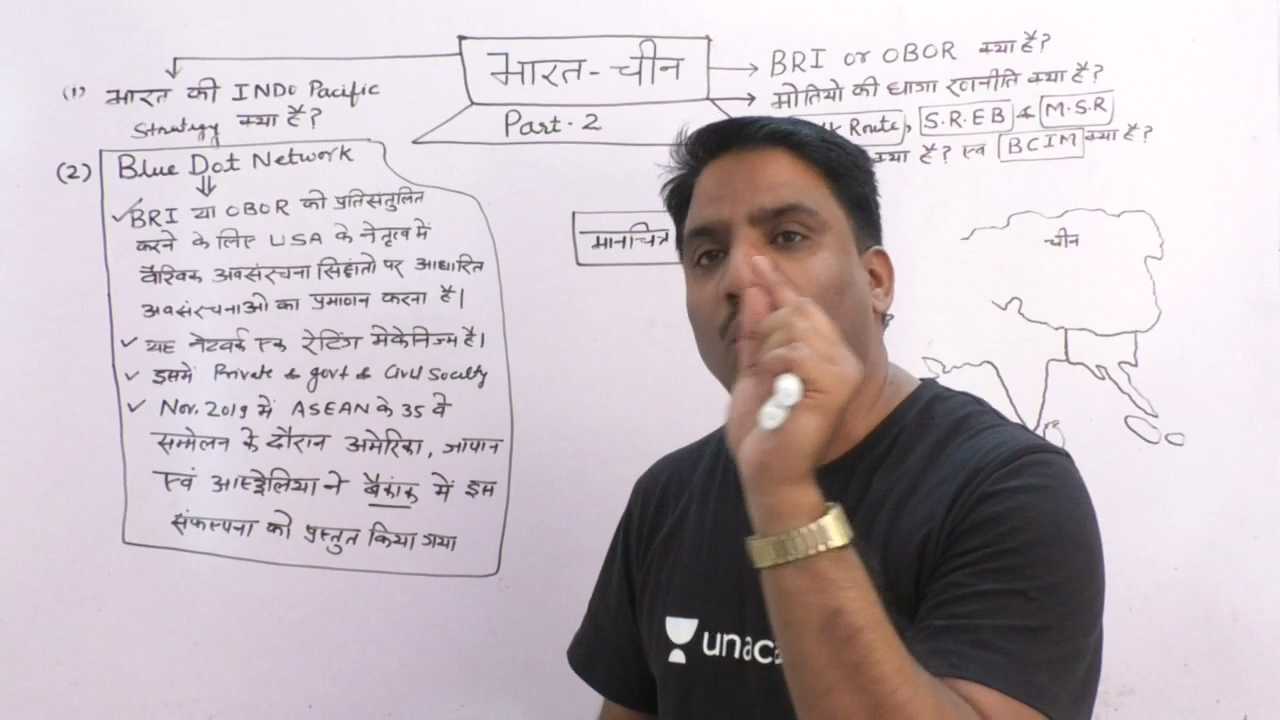 भारत-चीन
Part-2
(1) भारत की INDO Pacific
Strategy क्या है?
(2) Blue Dot Network
BRI या OBOR को प्रतिसंतुलित
करने के लिए USA के नेतृत्व में
वैश्विक अवसंरचना सिद्धांतो पर आधारित
अवसंरचनाओ का प्रमाणन करना है।
यह नेटवर्क एक रेटिंग मेकेनिज्म है।
इसमें Private & govt & Civil Society
Nov. 2019 में ASEAN के 35 वे
सम्मेलन के दौरान अमेरिका, जापान
एवं आस्ट्रेलिया ने बैंकांक में इस
संकल्पना को प्रस्तुत किया गया
BRI or OBOR क्या है?
मोतियो की धागा रणनीति क्या है?
Route, S.R.E.B & M.S.R
क्या है? एवं BCIM क्या है?
मानचित्र
चीन
unaca